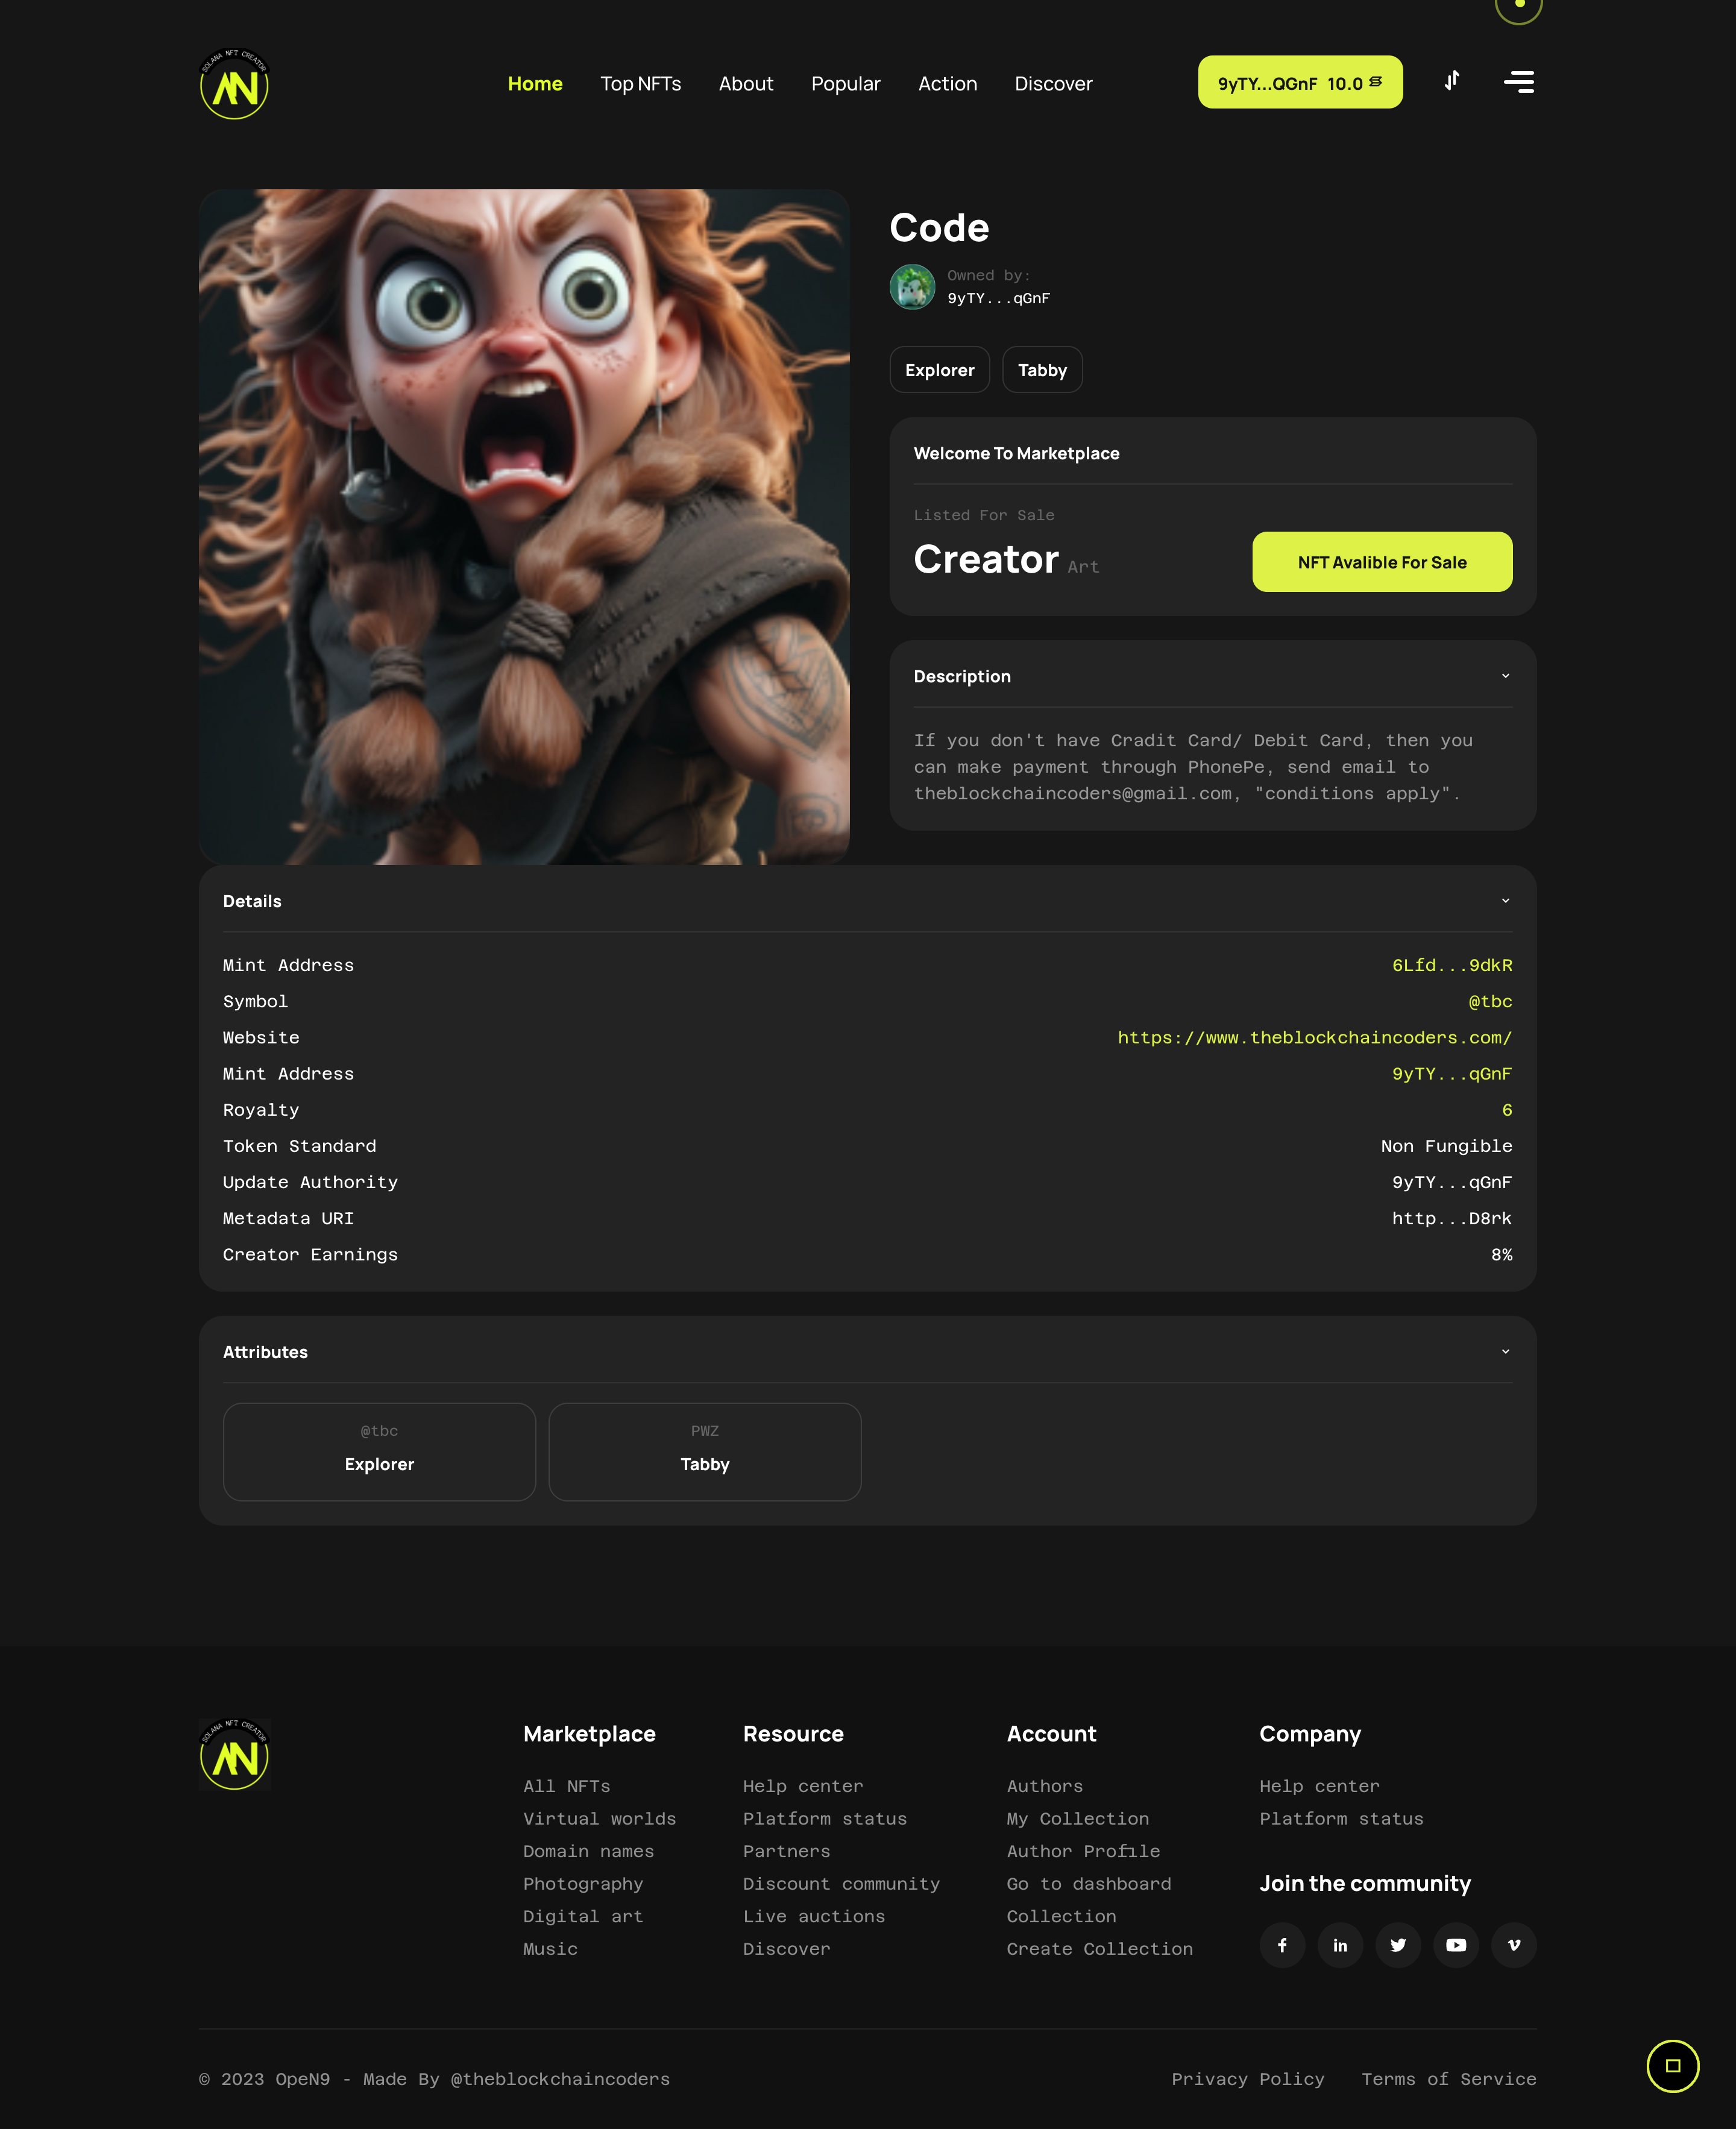 SOLANA NFT CREATOR
Home
Top NFTs
About
Popular
Action
Discover
9yTY...QGnF 10.0
Code
Owned by:
9yTY...qGnF
Explorer
Tabby
Welcome To Marketplace
Listed For Sale
Creator Art
NFT Avalible For Sale
Description
If you don't have Cradit Card/ Debit Card, then you
can make payment through PhonePe, send email to
theblockchaincoders@gmail.com, "conditions apply".
Details
Mint Address 6Lfd...9dkR
Symbol @tbc
Website https://www.theblockchaincoders.com/
Mint Address 9yTY...qGnF
Royalty 6
Token Standard Non Fungible
Update Authority 9yTY...qGnF
Metadata URI http...D8rk
Creator Earnings 8%
Attributes
@tbc
Explorer
PWZ
Tabby
SOLANA NFT CREATOR
Marketplace
All NFTs
Virtual worlds
Domain names
Photography
Digital art
Music
Resource
Help center
Platform status
Partners
Discount community
Live auctions
Discover
Account
Authors
My Collection
Author Profile
Go to dashboard
Collection
Create Collection
Company
Help center
Platform status
Join the community
© 2023 OpeN9 - Made By @theblockchaincoders
Privacy Policy
Terms of Service